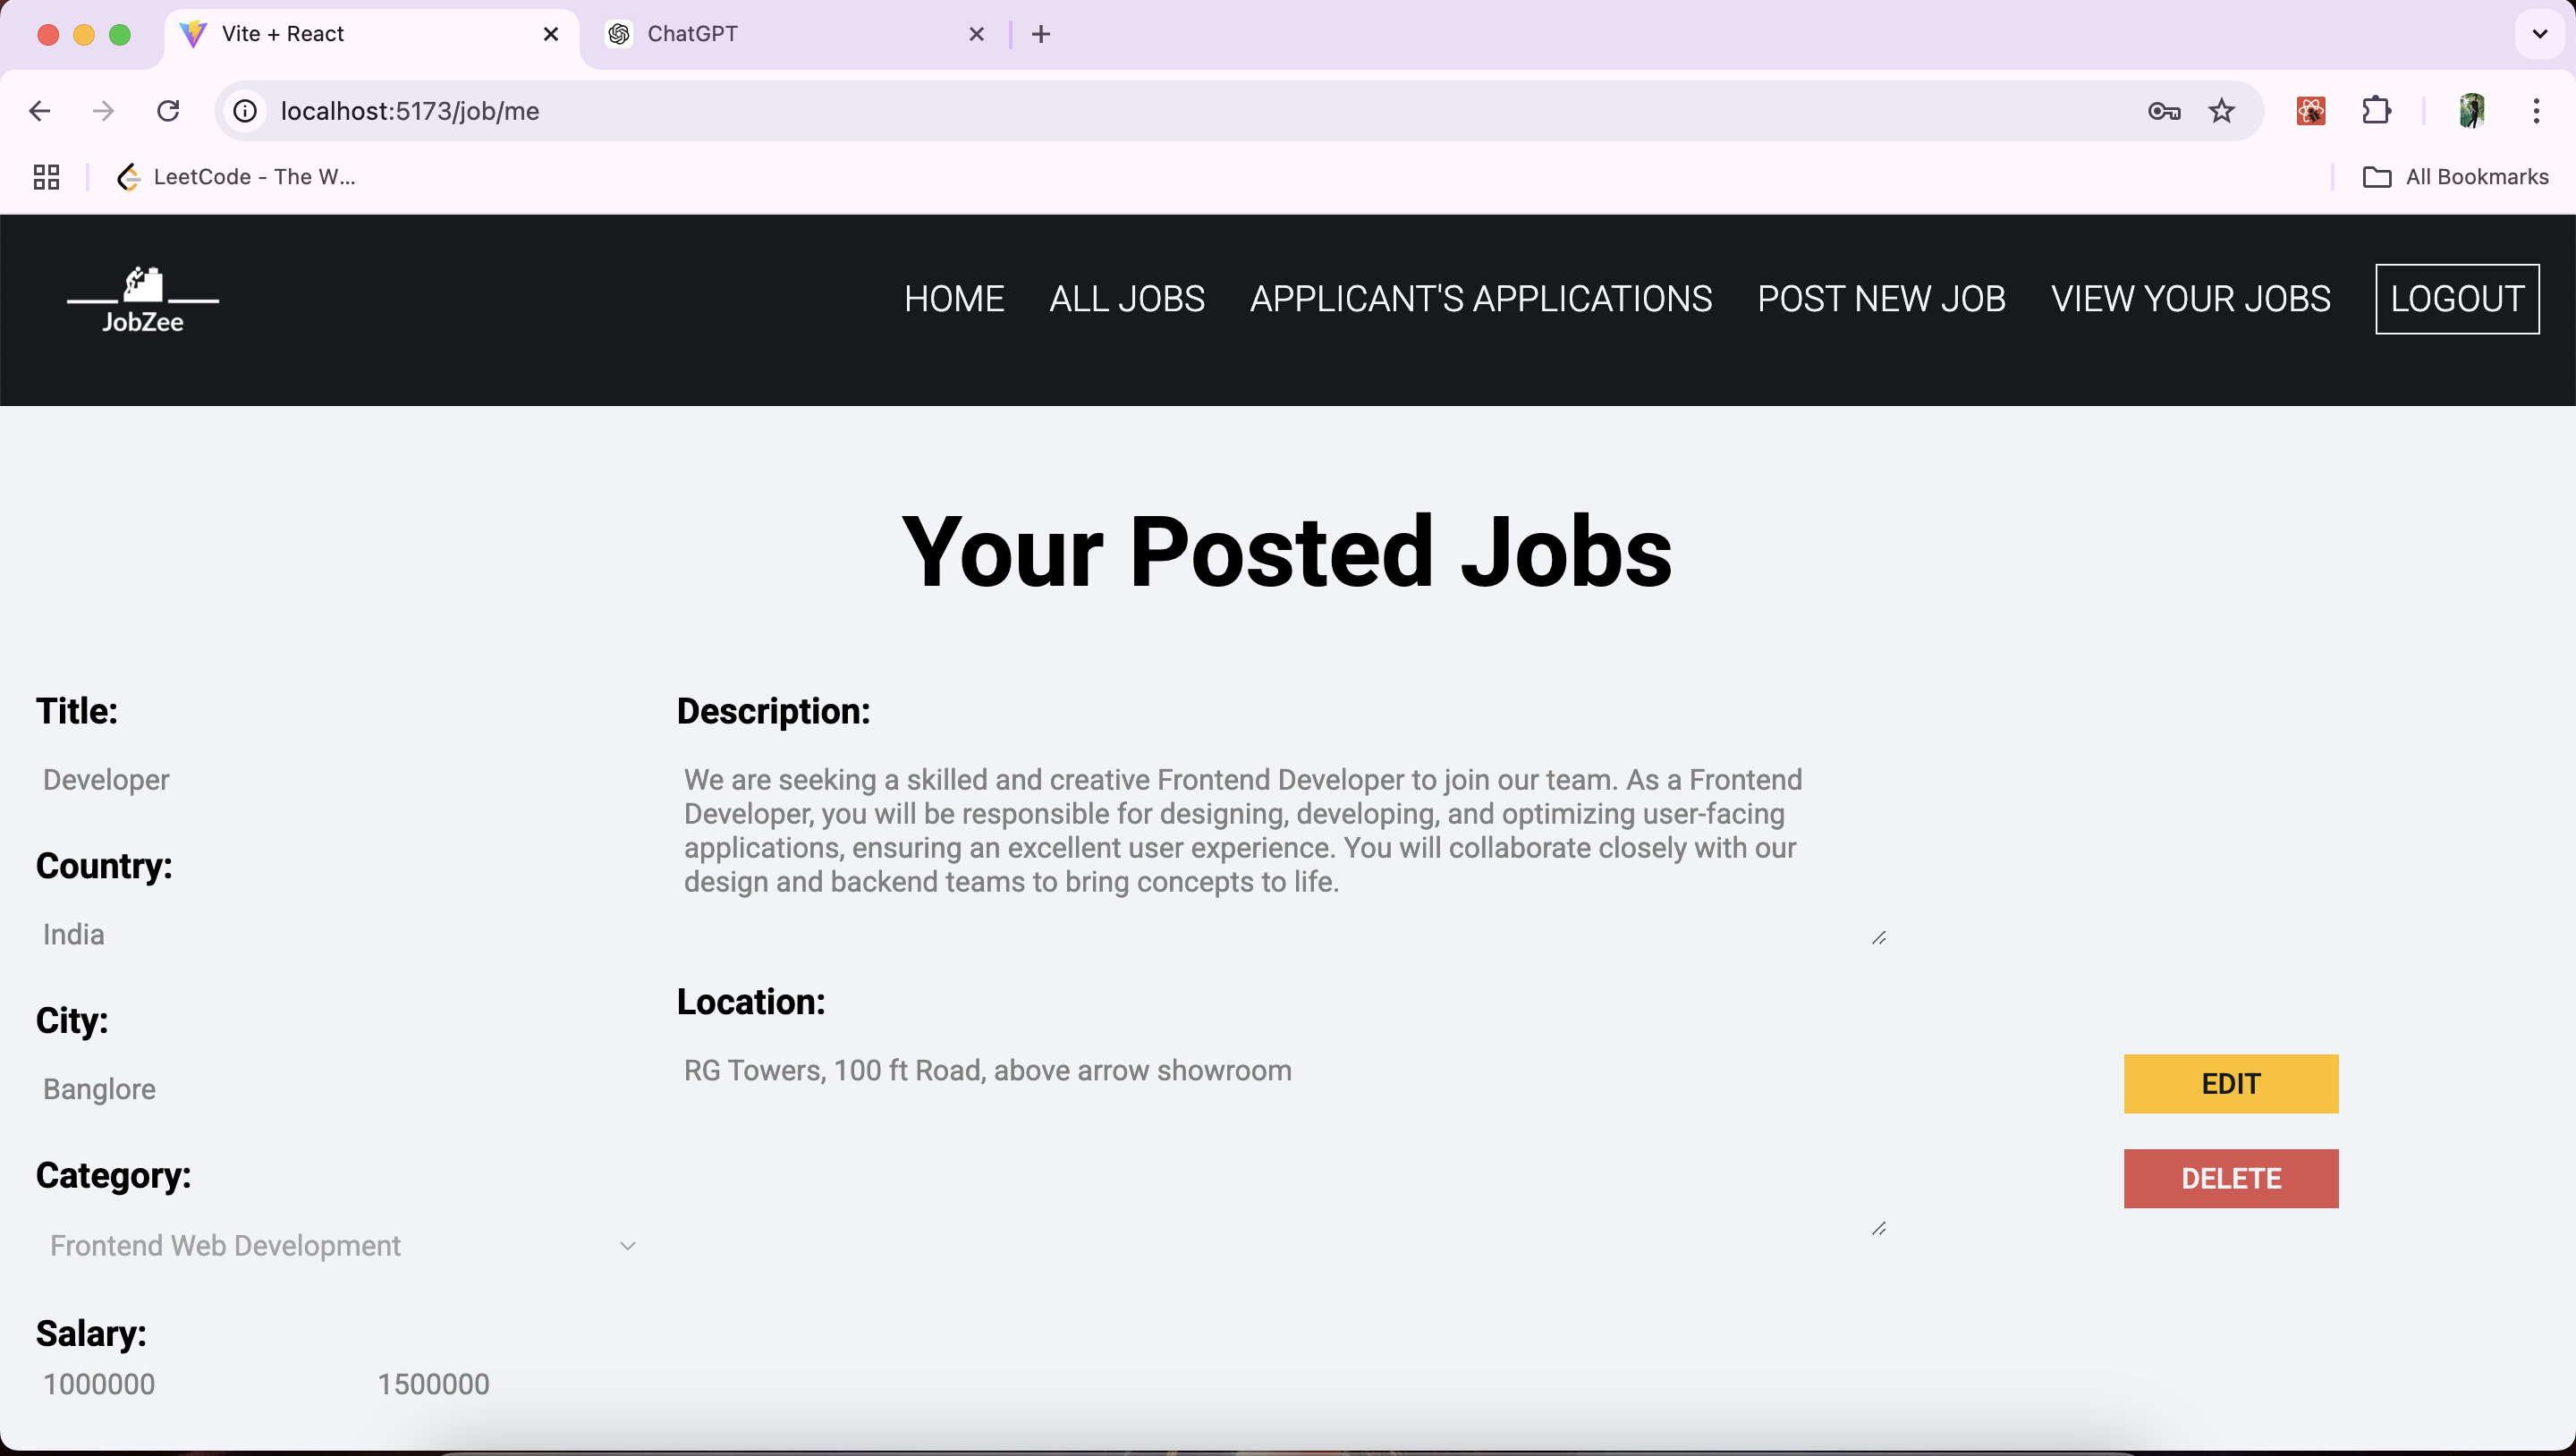 Vite + React
ChatGPT
localhost:5173/job/me
LeetCode - The W...
All Bookmarks
JobZee
HOME
ALL JOBS
APPLICANT'S APPLICATIONS
POST NEW JOB
VIEW YOUR JOBS
LOGOUT
Your Posted Jobs
Title:
Developer
Country:
India
City:
Banglore
Category:
Frontend Web Development
Salary:
1000000
1500000
Description:
We are seeking a skilled and creative Frontend Developer to join our team. As a Frontend
Developer, you will be responsible for designing, developing, and optimizing user-facing
applications, ensuring an excellent user experience. You will collaborate closely with our
design and backend teams to bring concepts to life.
Location:
RG Towers, 100 ft Road, above arrow showroom
EDIT
DELETE